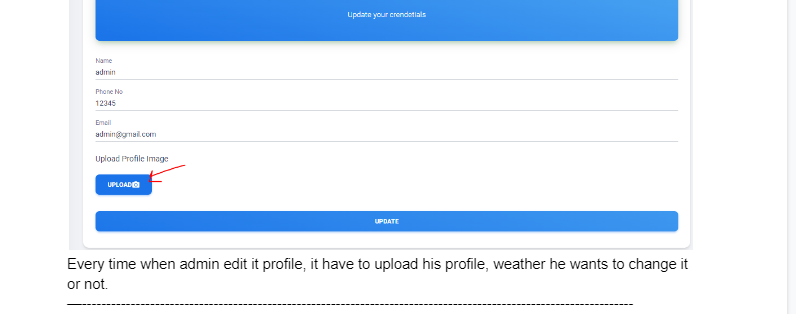 Update your crendetials
Name
admin
Phone No
12345
Email
admin@gmail.com
Upload Profile Image
UPLOAD
UPDATE
Every time when admin edit it profile, it have to upload his profile, weather he wants to change it
or not.